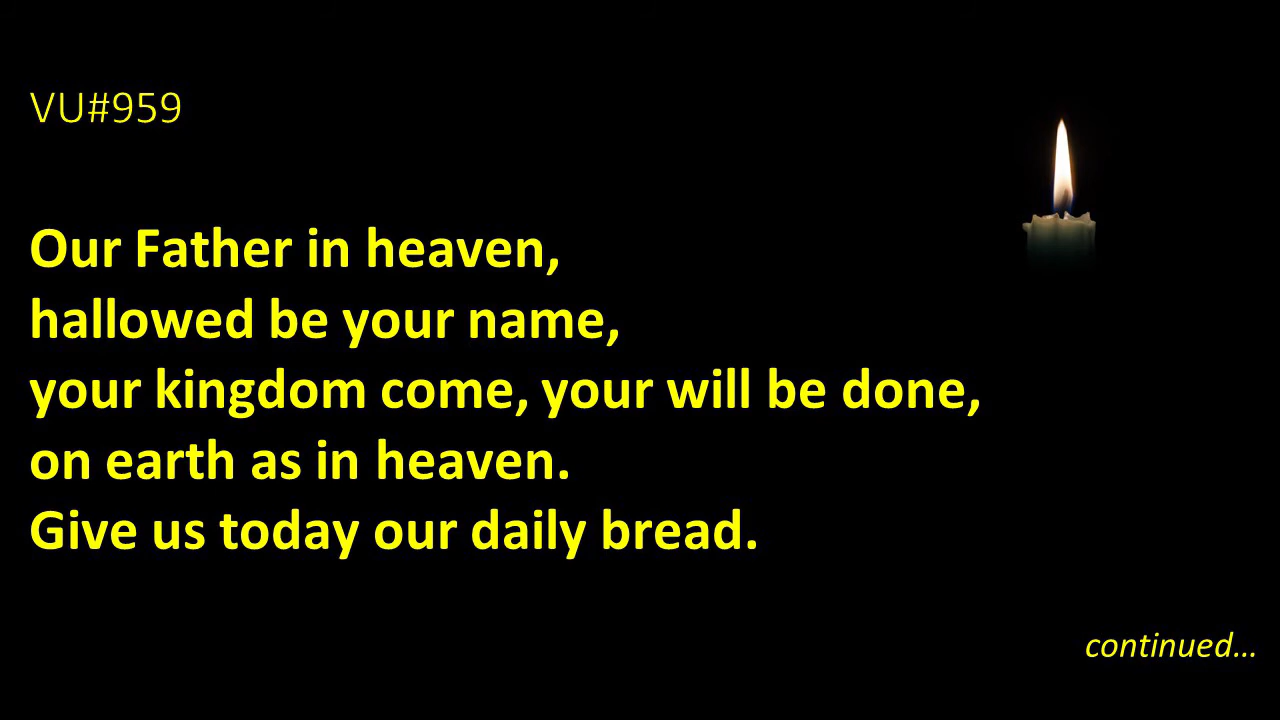 VU#959
Our Father in heaven,
hallowed be your name,
your kingdom come, your will be done,
on earth as in heaven.
Give us today our daily bread.
continued…